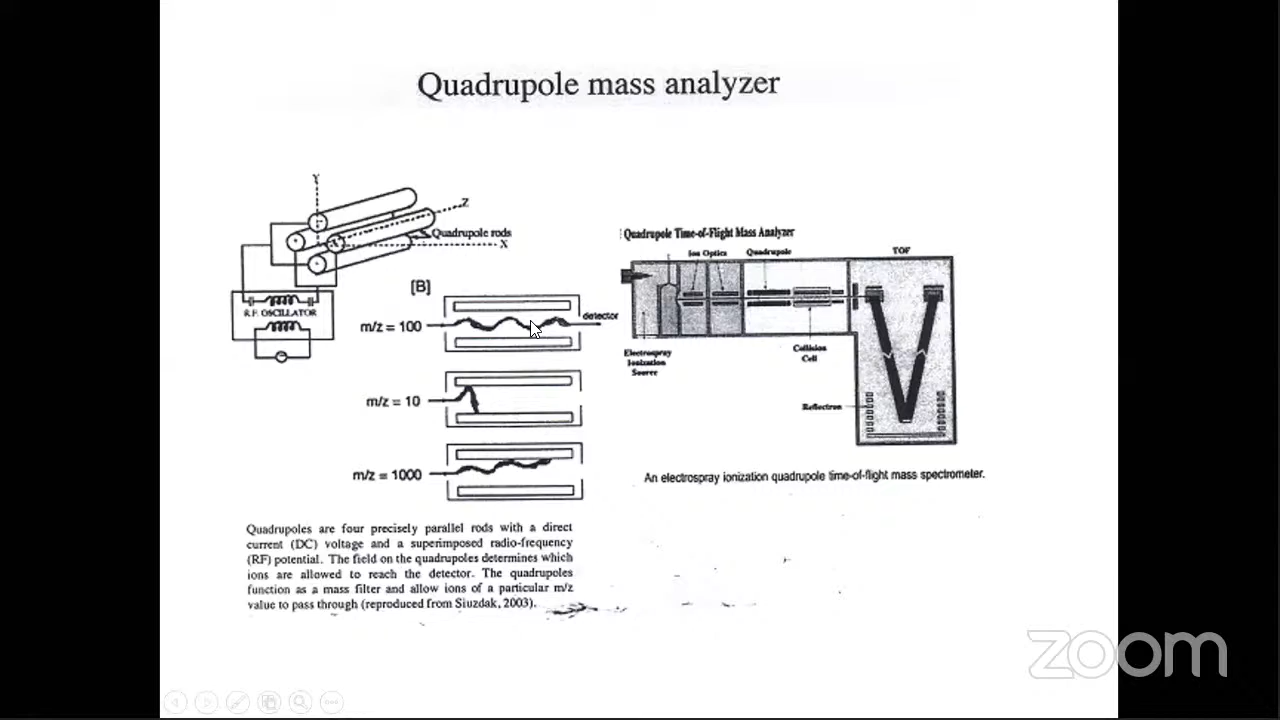 Quadrupole mass analyzer
Y
Z
Quadrupole rods
X
R.F. OSCILLATOR
[B]
m/z = 100
detector
m/z = 10
m/z = 1000
Quadrupoles are four precisely parallel rods with a direct
current (DC) voltage and a superimposed radio-frequency
(RF) potential. The field on the quadrupoles determines which
ions are allowed to reach the detector. The quadrupoles
function as a mass filter and allow ions of a particular m/z
value to pass through (reproduced from Siuzdak, 2003).
Quadrupole Time-of-Flight Mass Analyzer
Ion Optics
Quadrupole
TOF
Electrospray
Ionization
Source
Collision
Cell
Reflectron
An electrospray ionization quadrupole time-of-flight mass spectrometer.
zoom